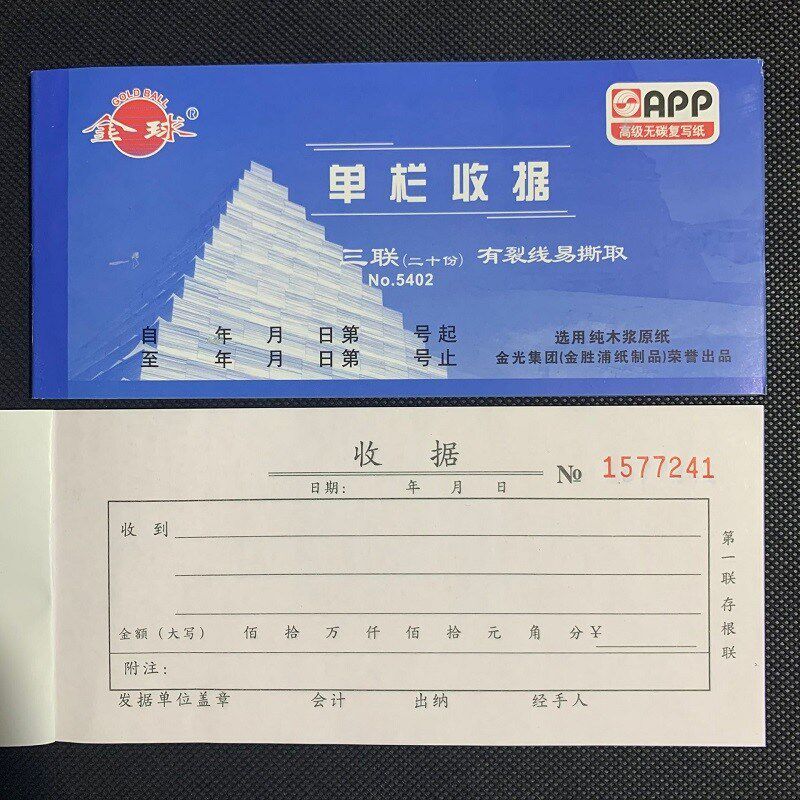 GOLD BALL
金球®
APP
高级无碳复写纸
单栏收据
三联(二十份) 有裂线易撕取
No.5402
自 年 月 日第 号起
至 年 月 日第 号止
选用纯木浆原纸
金光集团(金胜浦纸制品)荣誉出品
收 据
№ 1577241
日期: 年 月 日
收到
金额(大写) 佰 拾 万 仟 佰 拾 元 角 分¥
附注:
发据单位盖章 会计 出纳 经手人
第一联存根联